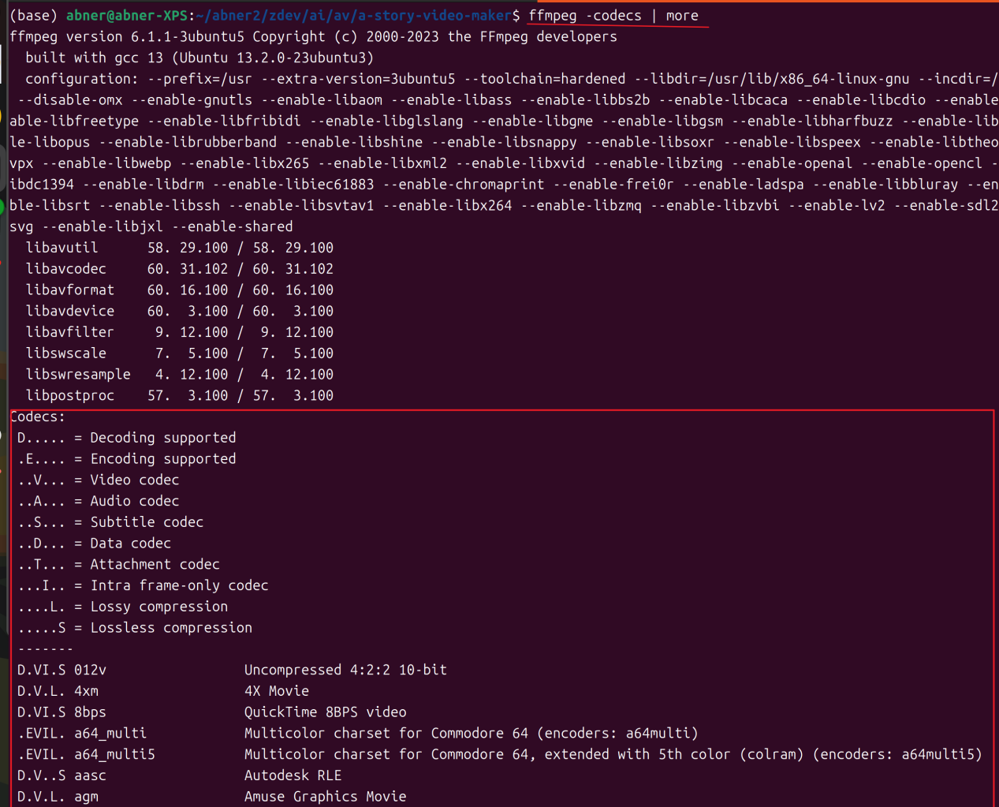 (base) abner@abner-XPS:~/abner2/zdev/ai/av/a-story-video-maker$ ffmpeg -codecs | more
ffmpeg version 6.1.1-3ubuntu5 Copyright (c) 2000-2023 the FFmpeg developers
  built with gcc 13 (Ubuntu 13.2.0-23ubuntu3)
  configuration: --prefix=/usr --extra-version=3ubuntu5 --toolchain=hardened --libdir=/usr/lib/x86_64-linux-gnu --incdir=/
 --disable-omx --enable-gnutls --enable-libaom --enable-libass --enable-libbs2b --enable-libcaca --enable-libcdio --enable
able-libfreetype --enable-libfribidi --enable-libglslang --enable-libgme --enable-libgsm --enable-libharfbuzz --enable-lib
le-libopus --enable-librubberband --enable-libshine --enable-libsnappy --enable-libsoxr --enable-libspeex --enable-libtheo
vpx --enable-libwebp --enable-libx265 --enable-libxml2 --enable-libxvid --enable-libzimg --enable-openal --enable-opencl -
ibdc1394 --enable-libdrm --enable-libiec61883 --enable-chromaprint --enable-frei0r --enable-ladspa --enable-libbluray --en
ble-libsrt --enable-libssh --enable-libsvtav1 --enable-libx264 --enable-libzmq --enable-libzvbi --enable-lv2 --enable-sdl2
svg --enable-libjxl --enable-shared
  libavutil      58. 29.100 / 58. 29.100
  libavcodec     60. 31.102 / 60. 31.102
  libavformat    60. 16.100 / 60. 16.100
  libavdevice    60.  3.100 / 60.  3.100
  libavfilter     9. 12.100 /  9. 12.100
  libswscale      7.  5.100 /  7.  5.100
  libswresample   4. 12.100 /  4. 12.100
  libpostproc    57.  3.100 / 57.  3.100
Codecs:
 D..... = Decoding supported
 .E.... = Encoding supported
 ..V... = Video codec
 ..A... = Audio codec
 ..S... = Subtitle codec
 ..D... = Data codec
 ..T... = Attachment codec
 ...I.. = Intra frame-only codec
 ....L. = Lossy compression
 .....S = Lossless compression
 -------
 D.VI.S 012v                 Uncompressed 4:2:2 10-bit
 D.V.L. 4xm                  4X Movie
 D.VI.S 8bps                 QuickTime 8BPS video
 .EVIL. a64_multi            Multicolor charset for Commodore 64 (encoders: a64multi)
 .EVIL. a64_multi5           Multicolor charset for Commodore 64, extended with 5th color (colram) (encoders: a64multi5)
 D.V..S aasc                 Autodesk RLE
 D.V.L. agm                  Amuse Graphics Movie